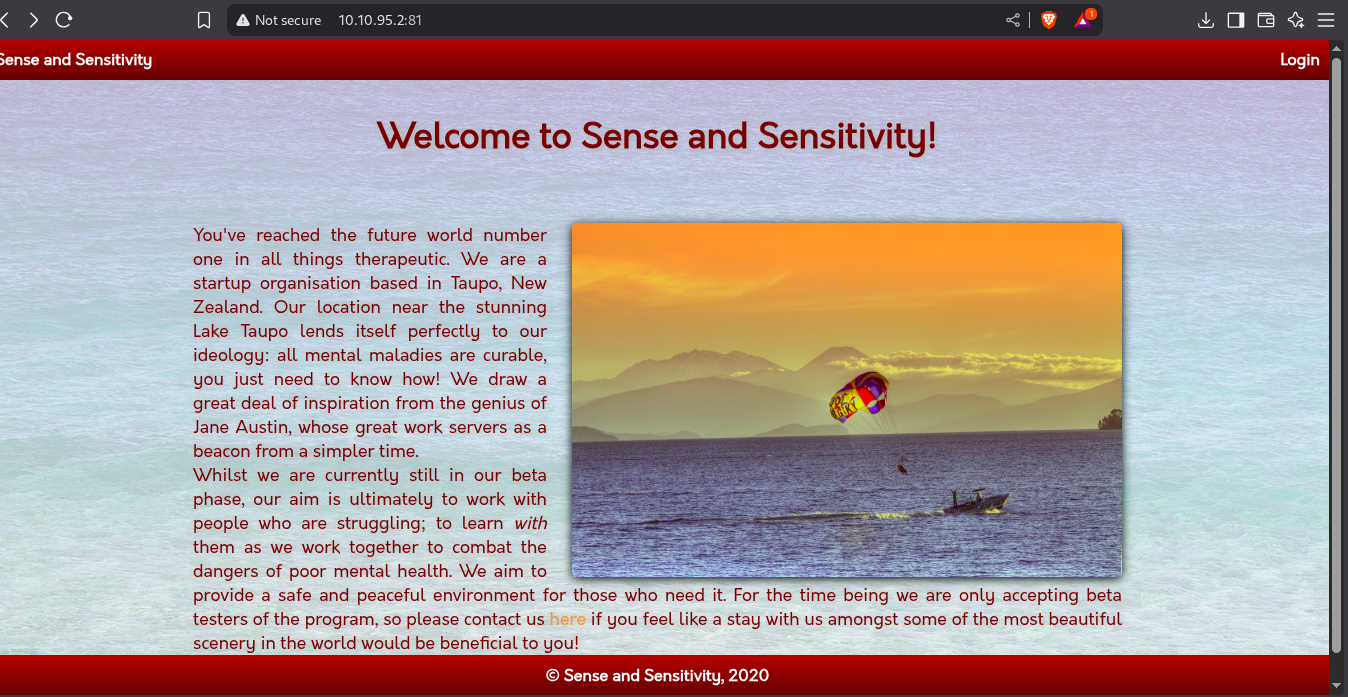 Not secure 10.10.95.2:81
1
Sense and Sensitivity
Login
Welcome to Sense and Sensitivity!
You've reached the future world number
one in all things therapeutic. We are a
startup organisation based in Taupo, New
Zealand. Our location near the stunning
Lake Taupo lends itself perfectly to our
ideology: all mental maladies are curable,
you just need to know how! We draw a
great deal of inspiration from the genius of
Jane Austin, whose great work servers as a
beacon from a simpler time.
Whilst we are currently still in our beta
phase, our aim is ultimately to work with
people who are struggling; to learn with
them as we work together to combat the
dangers of poor mental health. We aim to
provide a safe and peaceful environment for those who need it. For the time being we are only accepting beta
testers of the program, so please contact us here if you feel like a stay with us amongst some of the most beautiful
scenery in the world would be beneficial to you!
© Sense and Sensitivity, 2020